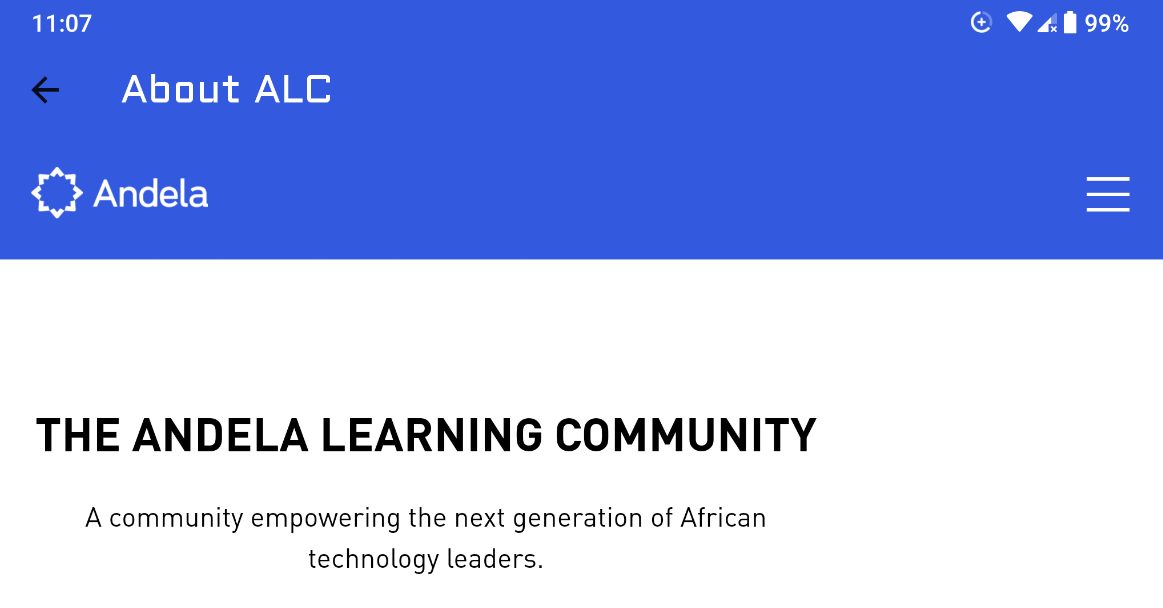 11:07
99%
About ALC
Andela
THE ANDELA LEARNING COMMUNITY
A community empowering the next generation of African
technology leaders.